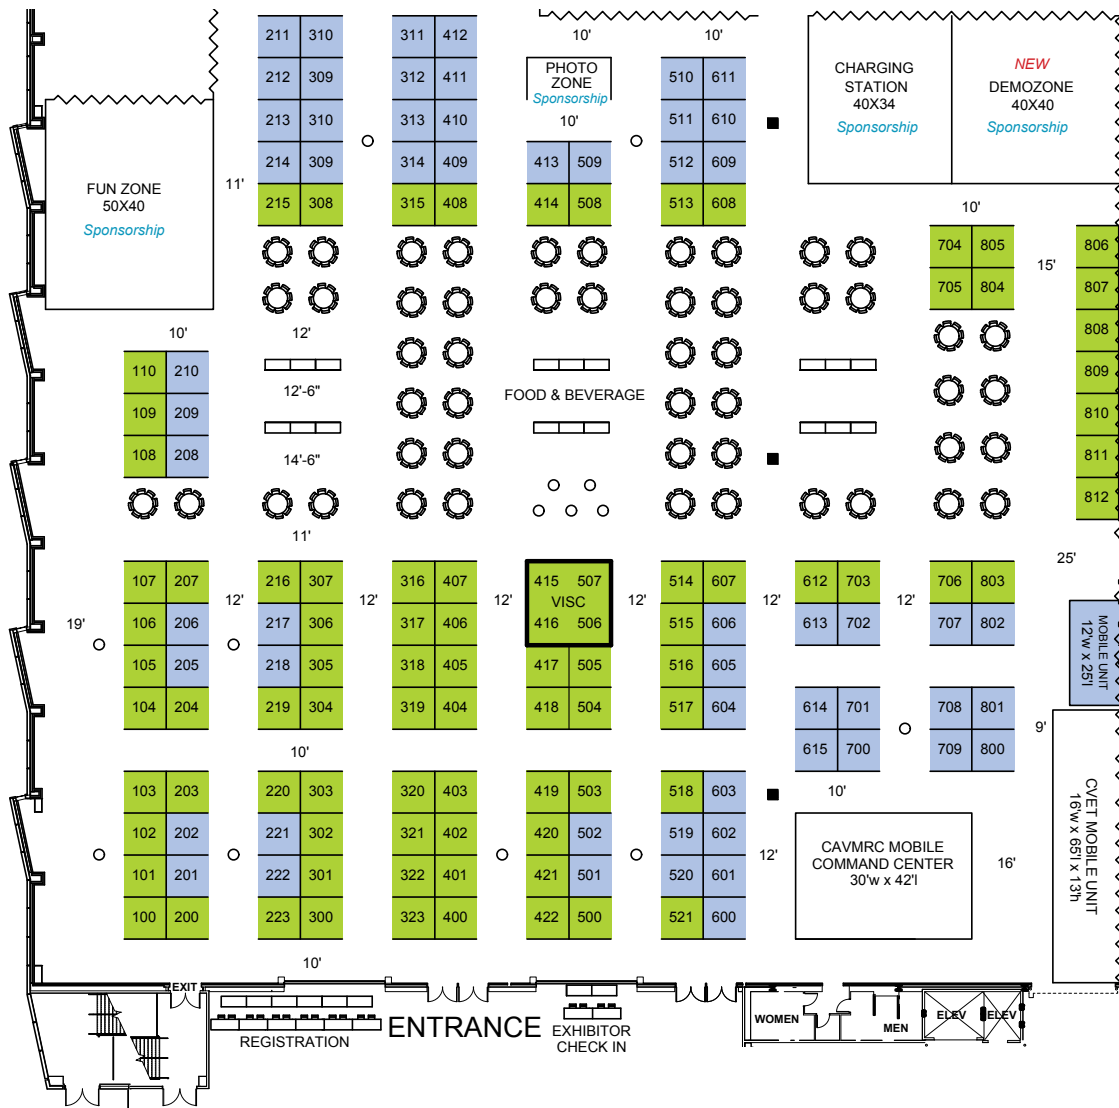 211 310 311 412 10' 10'
212 309 312 411 PHOTO ZONE Sponsorship 510 611
CHARGING STATION 40X34 Sponsorship
NEW DEMOZONE 40X40 Sponsorship
213 310 313 410 10' 511 610
214 309 314 409 413 509 512 609
FUN ZONE 50X40 Sponsorship
11'
215 308 315 408 414 508 513 608
10'
704 805 15' 806
705 804 807
10' 12' 808
110 210 809
12'-6"
FOOD & BEVERAGE
109 209 810
108 208 14'-6" 811
812
11'
25'
107 207 216 307 316 407 415 507 514 607 612 703 706 803
19' 12' 12' 12' VISC 12' 12' 12'
106 206 217 306 317 406 416 506 515 606 613 702 707 802
MOBILE UNIT
12'w x 25'l
105 205 218 305 318 405 417 505 516 605
104 204 219 304 319 404 418 504 517 604 614 701 708 801
9'
10' 615 700 709 800
103 203 220 303 320 403 419 503 518 603 10'
102 202 221 302 321 402 420 502 519 602
12' CAVMRC MOBILE
COMMAND CENTER
30'w x 42'l
16'
CVET MOBILE UNIT
16'w x 65'l x 13'h
101 201 222 301 322 401 421 501 520 601
100 200 223 300 323 400 422 500 521 600
10'
EXIT
REGISTRATION
ENTRANCE
EXHIBITOR
CHECK IN
WOMEN
MEN
ELEV
ELEV